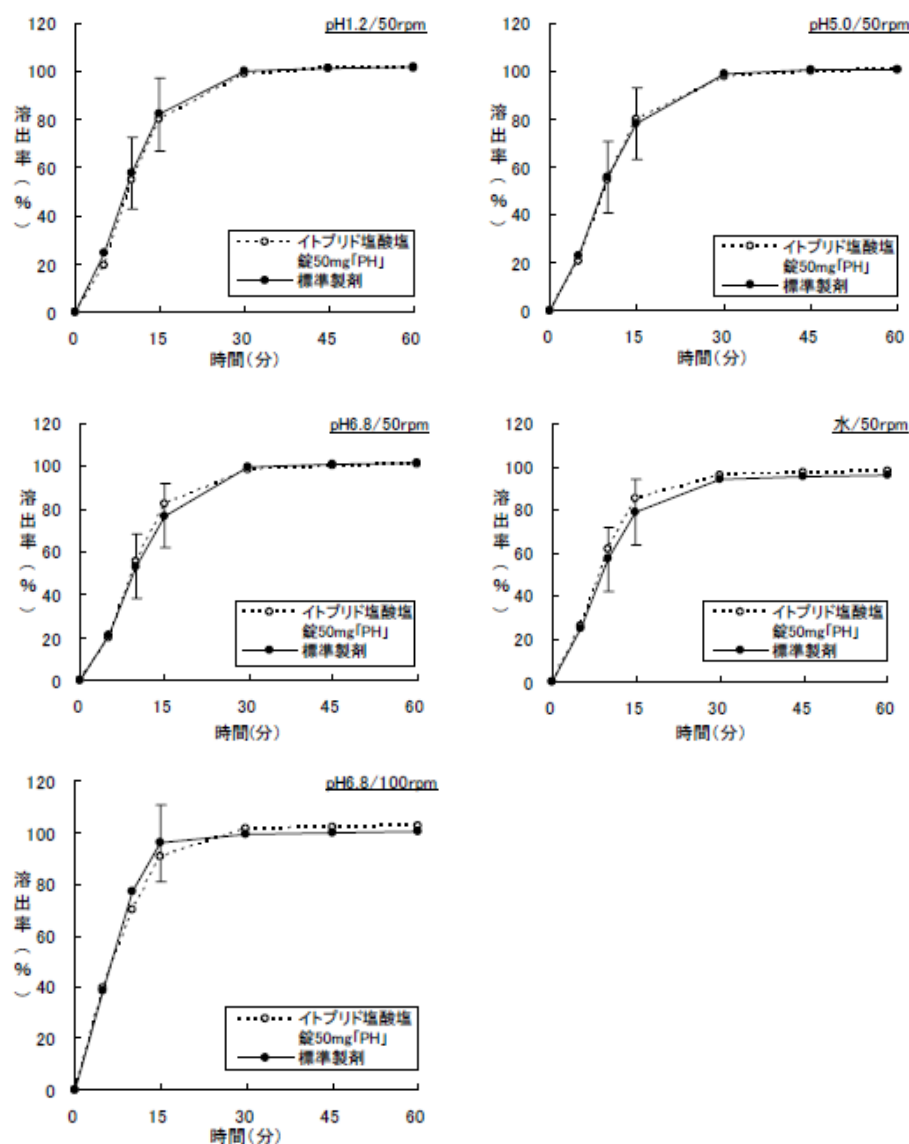 pH1.2/50rpm
120
100
80
60
40
20
0
溶出率(%)
イトプリド塩酸塩
錠50mg「PH」
標準製剤
0 15 30 45 60
時間(分)
pH5.0/50rpm
120
100
80
60
40
20
0
溶出率(%)
イトプリド塩酸塩
錠50mg「PH」
標準製剤
0 15 30 45 60
時間(分)
pH6.8/50rpm
120
100
80
60
40
20
0
溶出率(%)
イトプリド塩酸塩
錠50mg「PH」
標準製剤
0 15 30 45 60
時間(分)
水/50rpm
120
100
80
60
40
20
0
溶出率(%)
イトプリド塩酸塩
錠50mg「PH」
標準製剤
0 15 30 45 60
時間(分)
pH6.8/100rpm
120
100
80
60
40
20
0
溶出率(%)
イトプリド塩酸塩
錠50mg「PH」
標準製剤
0 15 30 45 60
時間(分)